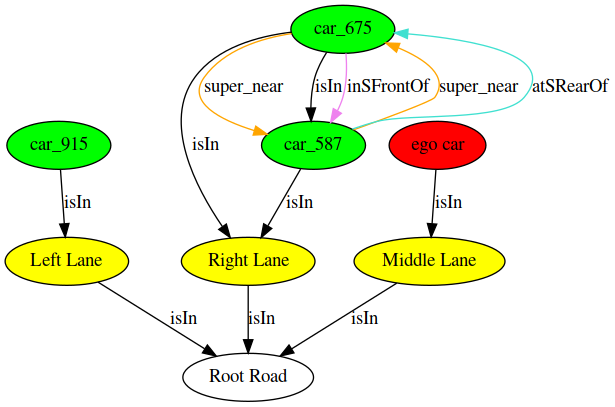 car_675
super_near
isIn
inSFrontOf
super_near
atSRearOf
isIn
car_915
car_587
ego car
isIn
isIn
isIn
Left Lane
Right Lane
Middle Lane
isIn
isIn
isIn
Root Road